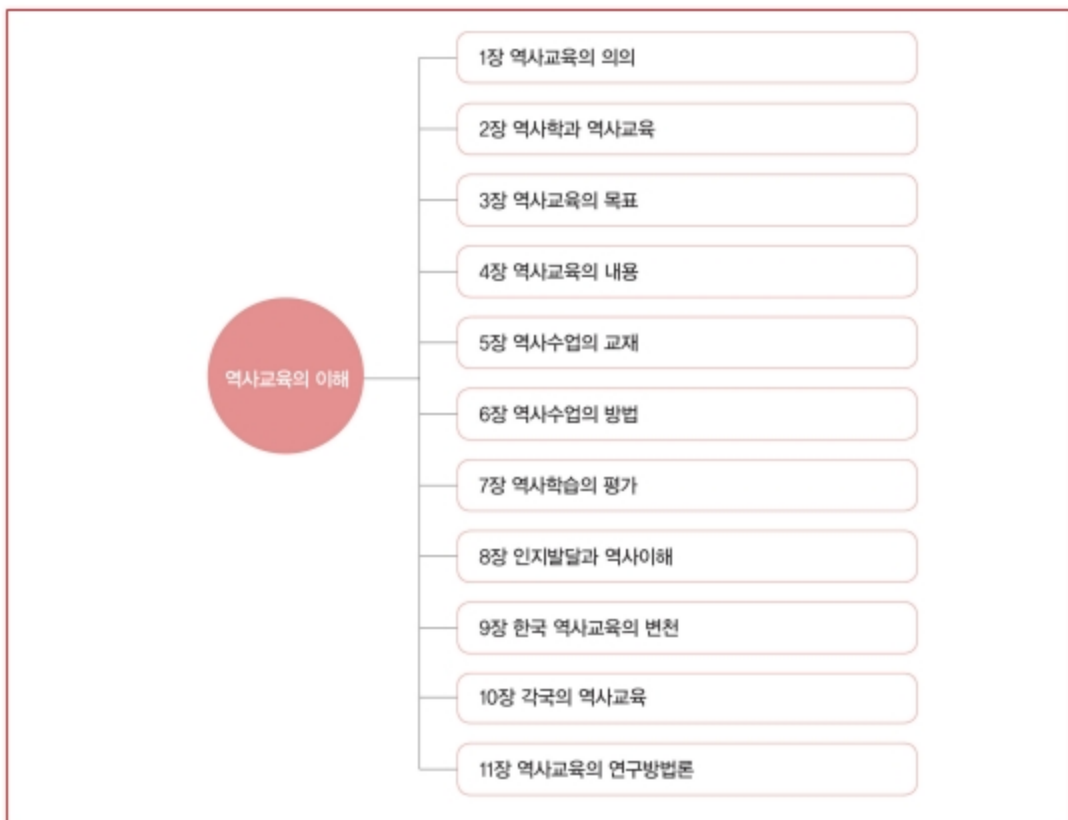 1장 역사교육의 의의
2장 역사학과 역사교육
3장 역사교육의 목표
4장 역사교육의 내용
5장 역사수업의 교재
역사교육의 이해
6장 역사수업의 방법
7장 역사학습의 평가
8장 인지발달과 역사이해
9장 한국 역사교육의 변천
10장 각국의 역사교육
11장 역사교육의 연구방법론